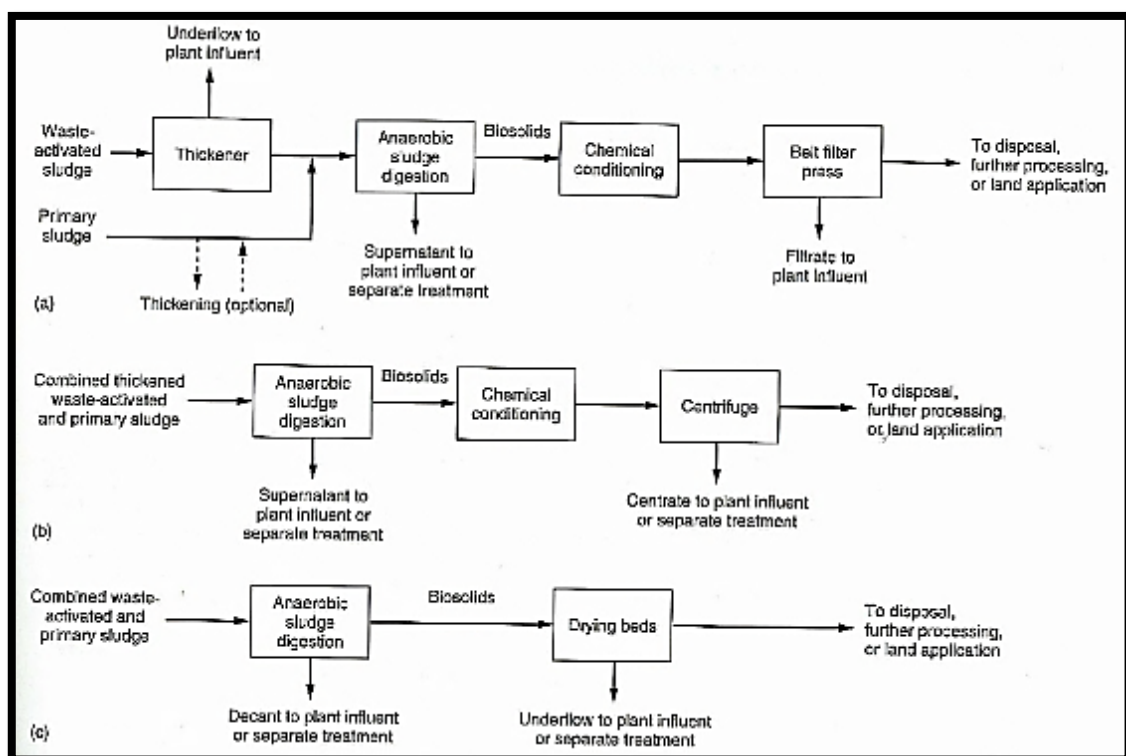 Underflow to
plant influent
Waste-
activated
sludge
Thickener
Anaerobic
sludge
digestion
Biosolids
Chemical
conditioning
Belt filter
press
To disposal,
further processing,
or land application
Primary
sludge
Thickening (optional)
Supernatant to
plant influent or
separate treatment
Filtrate to
plant influent
(a)
Combined thickened
waste-activated
and primary sludge
Anaerobic
sludge
digestion
Biosolids
Chemical
conditioning
Centrifuge
To disposal,
further processing,
or land application
Supernatant to
plant influent or
separate treatment
Centrate to plant influent
or separate treatment
(b)
Combined waste-
activated and
primary sludge
Anaerobic
sludge
digestion
Biosolids
Drying beds
To disposal,
further processing,
or land application
Decant to plant influent
or separate treatment
Underflow to plant influent
or separate treatment
(c)